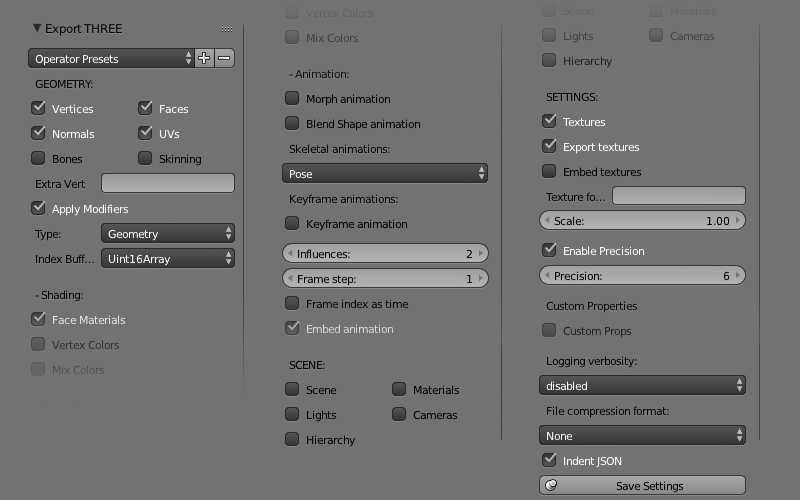 Export THREE
Operator Presets
GEOMETRY:
Vertices Faces
Normals UVs
Bones Skinning
Extra Vert
Apply Modifiers
Type: Geometry
Index Buff... Uint16Array
- Shading:
Face Materials
Vertex Colors
Mix Colors
Vertex Colors
Mix Colors
- Animation:
Morph animation
Blend Shape animation
Skeletal animations:
Pose
Keyframe animations:
Keyframe animation
Influences: 2
Frame step: 1
Frame index as time
Embed animation
SCENE:
Scene Materials
Lights Cameras
Hierarchy
Scene Materials
Lights Cameras
Hierarchy
SETTINGS:
Textures
Export textures
Embed textures
Texture fo...
Scale: 1.00
Enable Precision
Precision: 6
Custom Properties
Custom Props
Logging verbosity:
disabled
File compression format:
None
Indent JSON
Save Settings